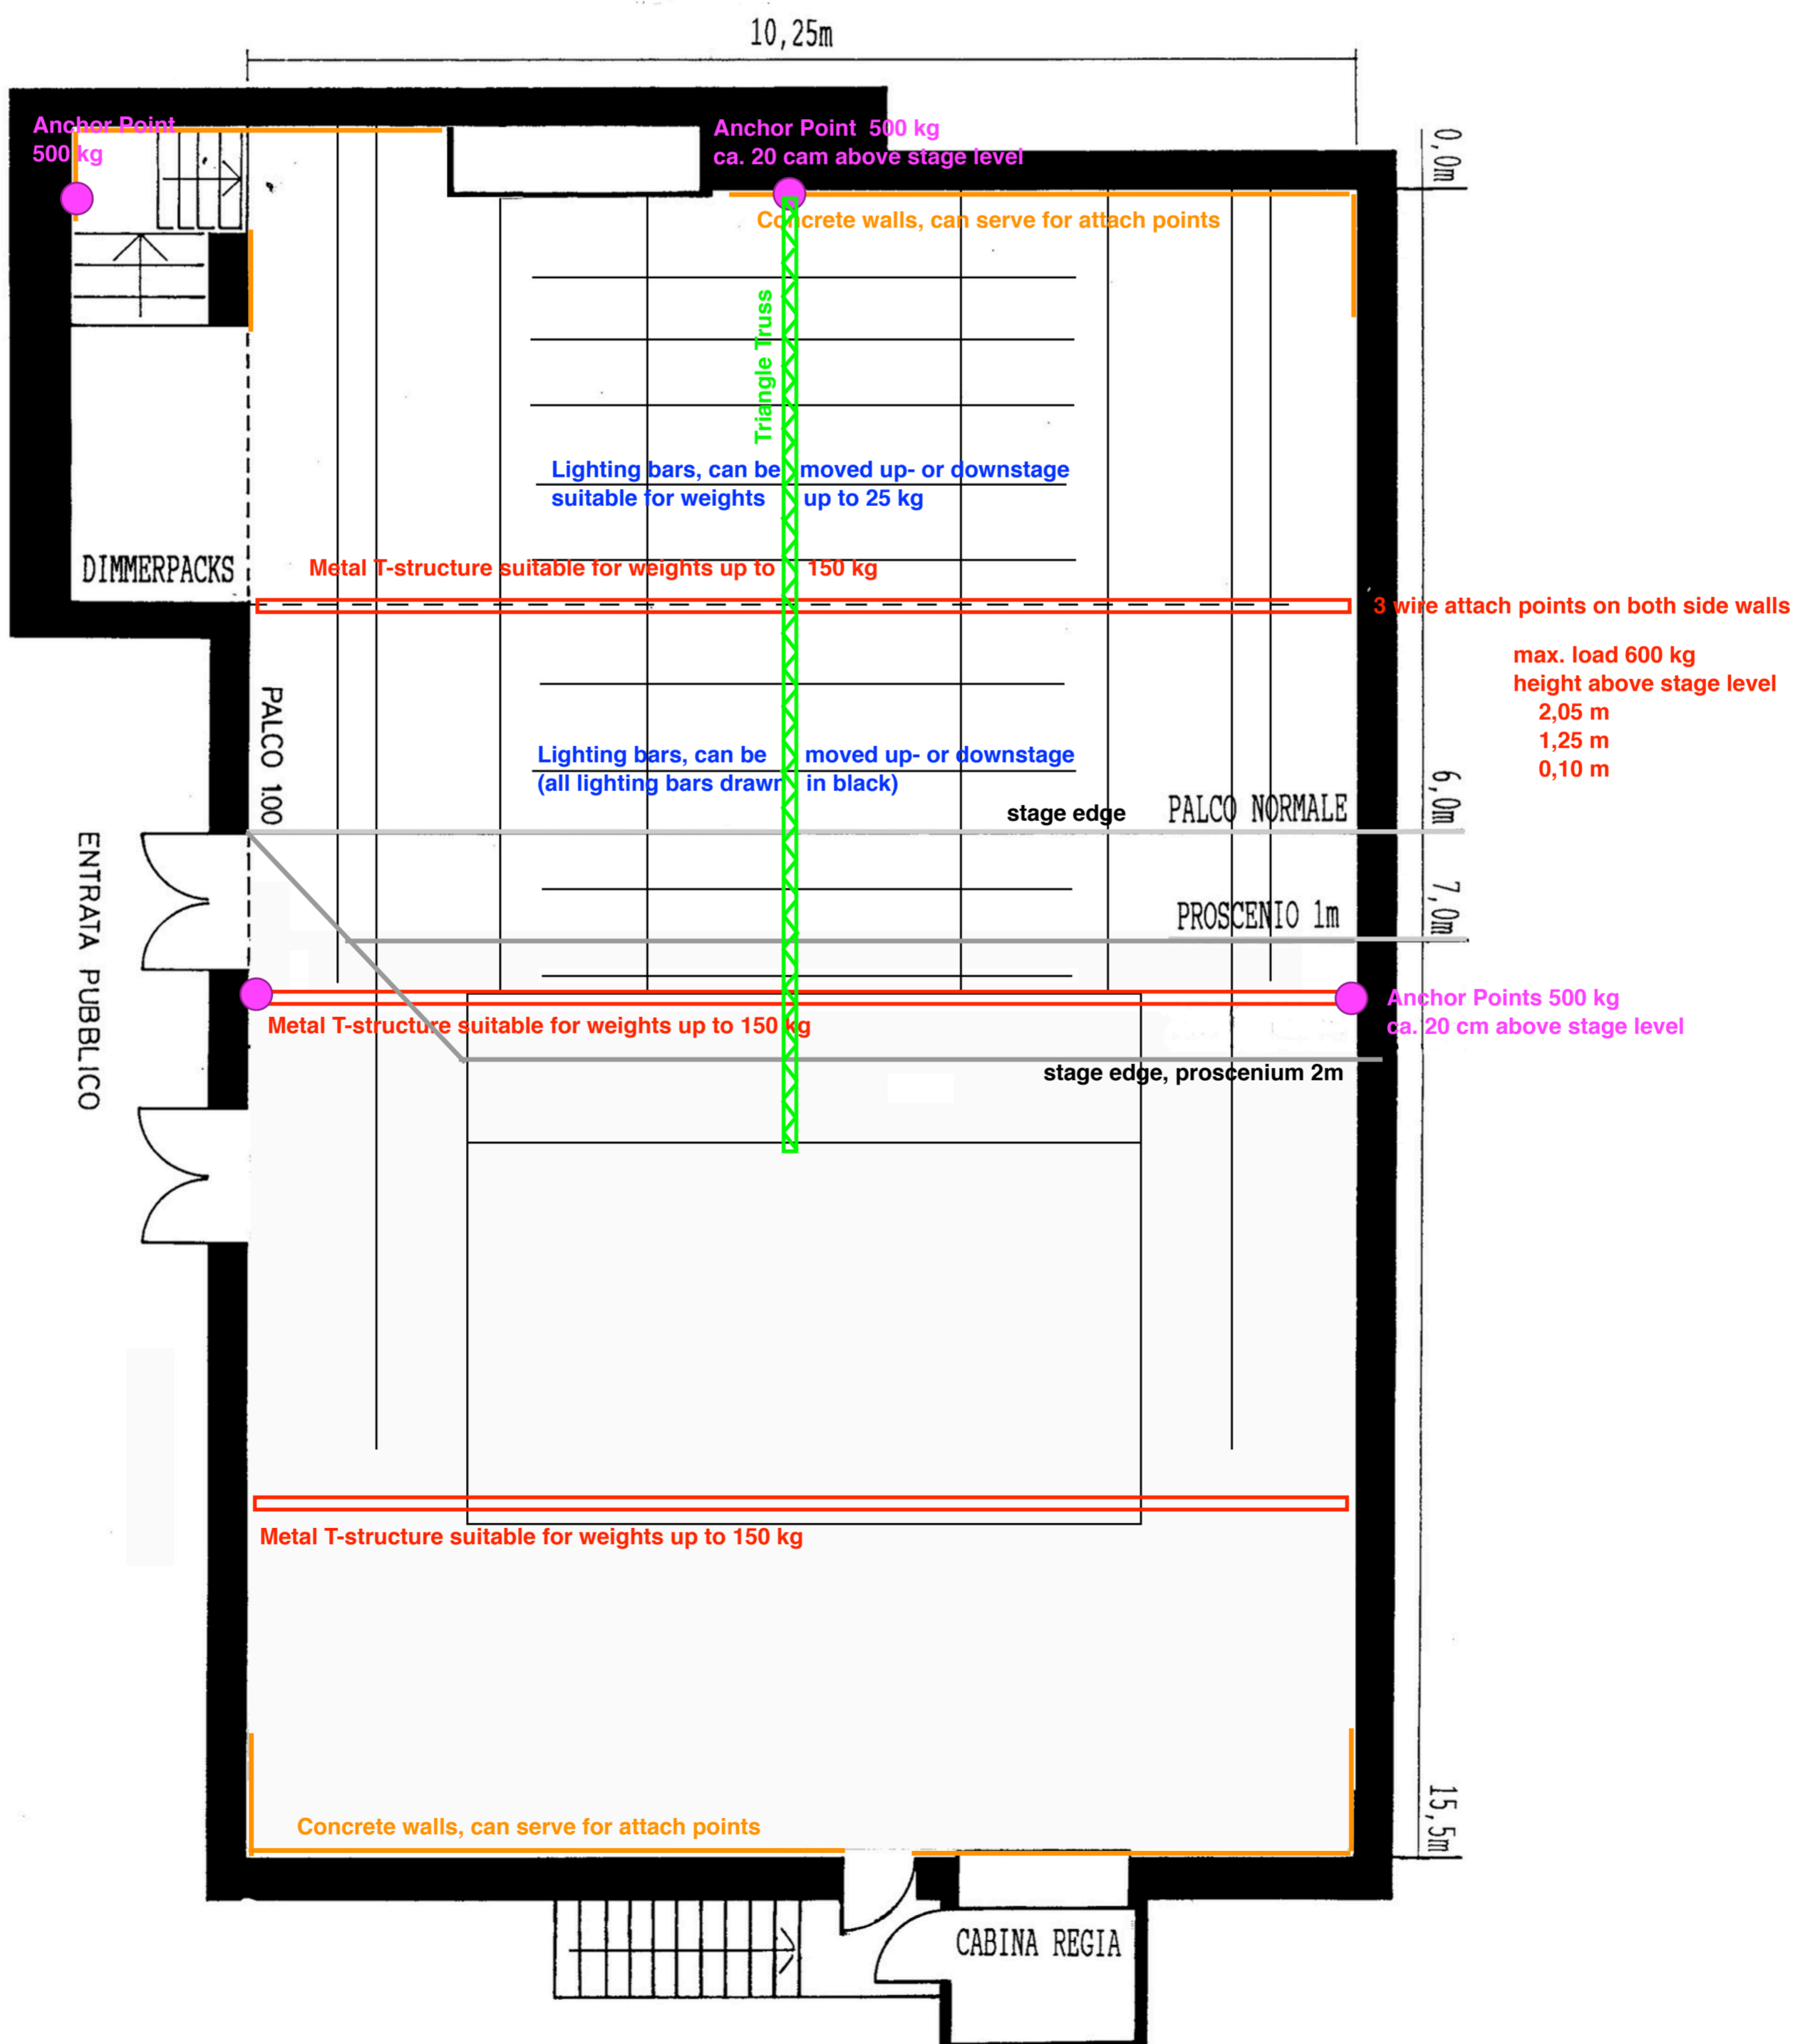 10,25m
Anchor Point
500 kg
Anchor Point  500 kg
ca. 20 cam above stage level
0,0m
Concrete walls, can serve for attach points
Triangle Truss
Lighting bars, can be moved up- or downstage
suitable for weights up to 25 kg
DIMMERPACKS
Metal T-structure suitable for weights up to 150 kg
3 wire attach points on both side walls
max. load 600 kg
height above stage level
2,05 m
1,25 m
0,10 m
PALCO 1.00
Lighting bars, can be moved up- or downstage
(all lighting bars drawn in black)
6,0m
stage edge
PALCO NORMALE
ENTRATA PUBBLICO
7,0m
PROSCENIO 1m
Anchor Points 500 kg
ca. 20 cm above stage level
Metal T-structure suitable for weights up to 150 kg
stage edge, proscenium 2m
Metal T-structure suitable for weights up to 150 kg
15,5m
Concrete walls, can serve for attach points
CABINA REGIA